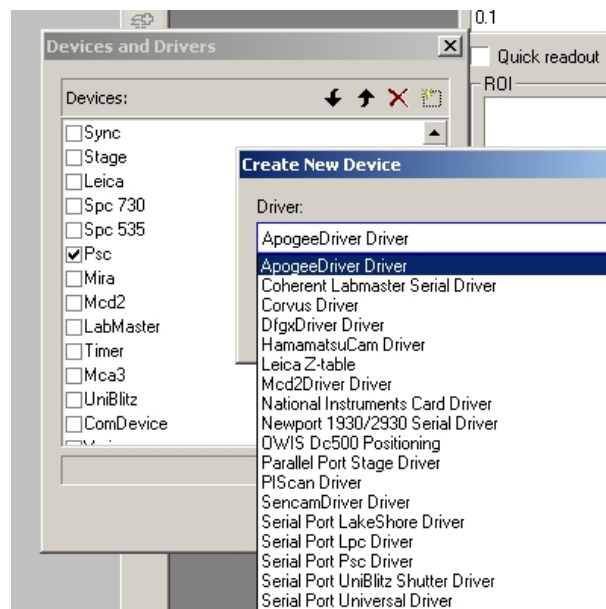 0.1
Devices and Drivers
Quick readout
ROI
Devices:
Sync
Stage
Leica
Spc 730
Spc 535
Psc
Mira
Mcd2
LabMaster
Timer
Mca3
UniBlitz
ComDevice
Create New Device
Driver:
ApogeeDriver Driver
ApogeeDriver Driver
Coherent Labmaster Serial Driver
Corvus Driver
DfgxDriver Driver
HamamatsuCam Driver
Leica Z-table
Mcd2Driver Driver
National Instruments Card Driver
Newport 1930/2930 Serial Driver
OWIS Dc500 Positioning
Parallel Port Stage Driver
PIScan Driver
SencamDriver Driver
Serial Port LakeShore Driver
Serial Port Lpc Driver
Serial Port Psc Driver
Serial Port UniBlitz Shutter Driver
Serial Port Universal Driver